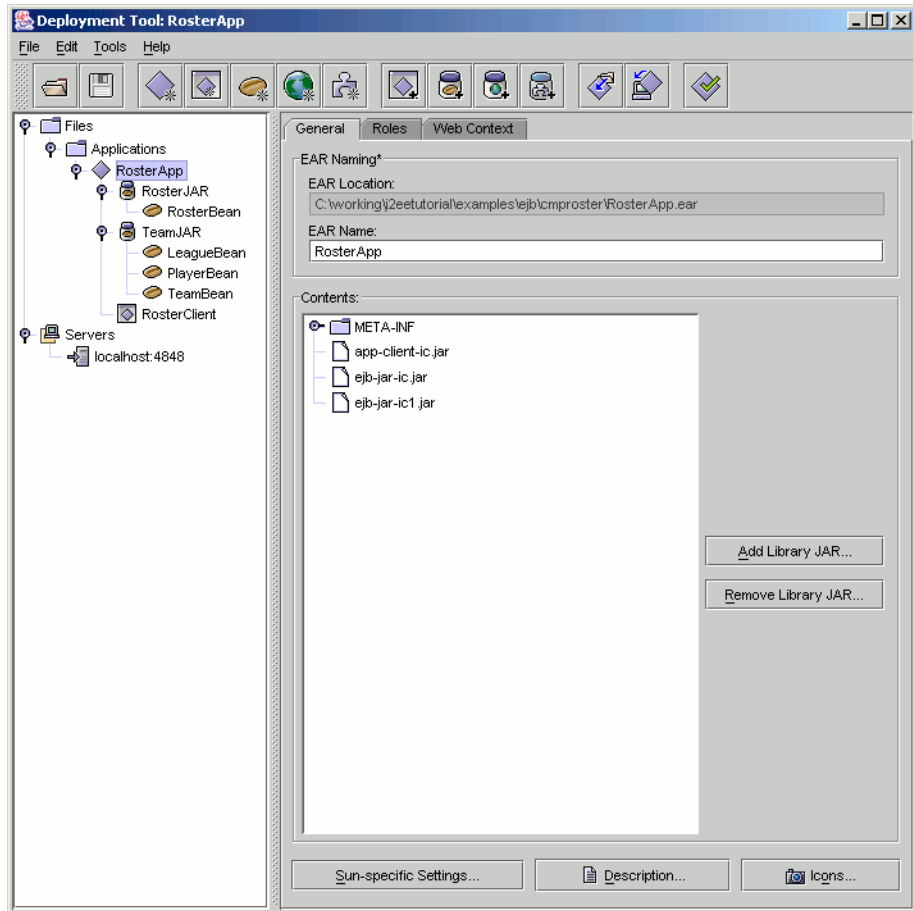 Deployment Tool: RosterApp
File Edit Tools Help
Files
Applications
RosterApp
RosterJAR
RosterBean
TeamJAR
LeagueBean
PlayerBean
TeamBean
RosterClient
Servers
localhost:4848
General Roles Web Context
EAR Naming*
EAR Location:
C:\working\j2eetutorial\examples\ejb\cmproster\RosterApp.ear
EAR Name:
RosterApp
Contents:
META-INF
app-client-ic.jar
ejb-jar-ic.jar
ejb-jar-ic1.jar
Add Library JAR...
Remove Library JAR...
Sun-specific Settings... Description... Icons...